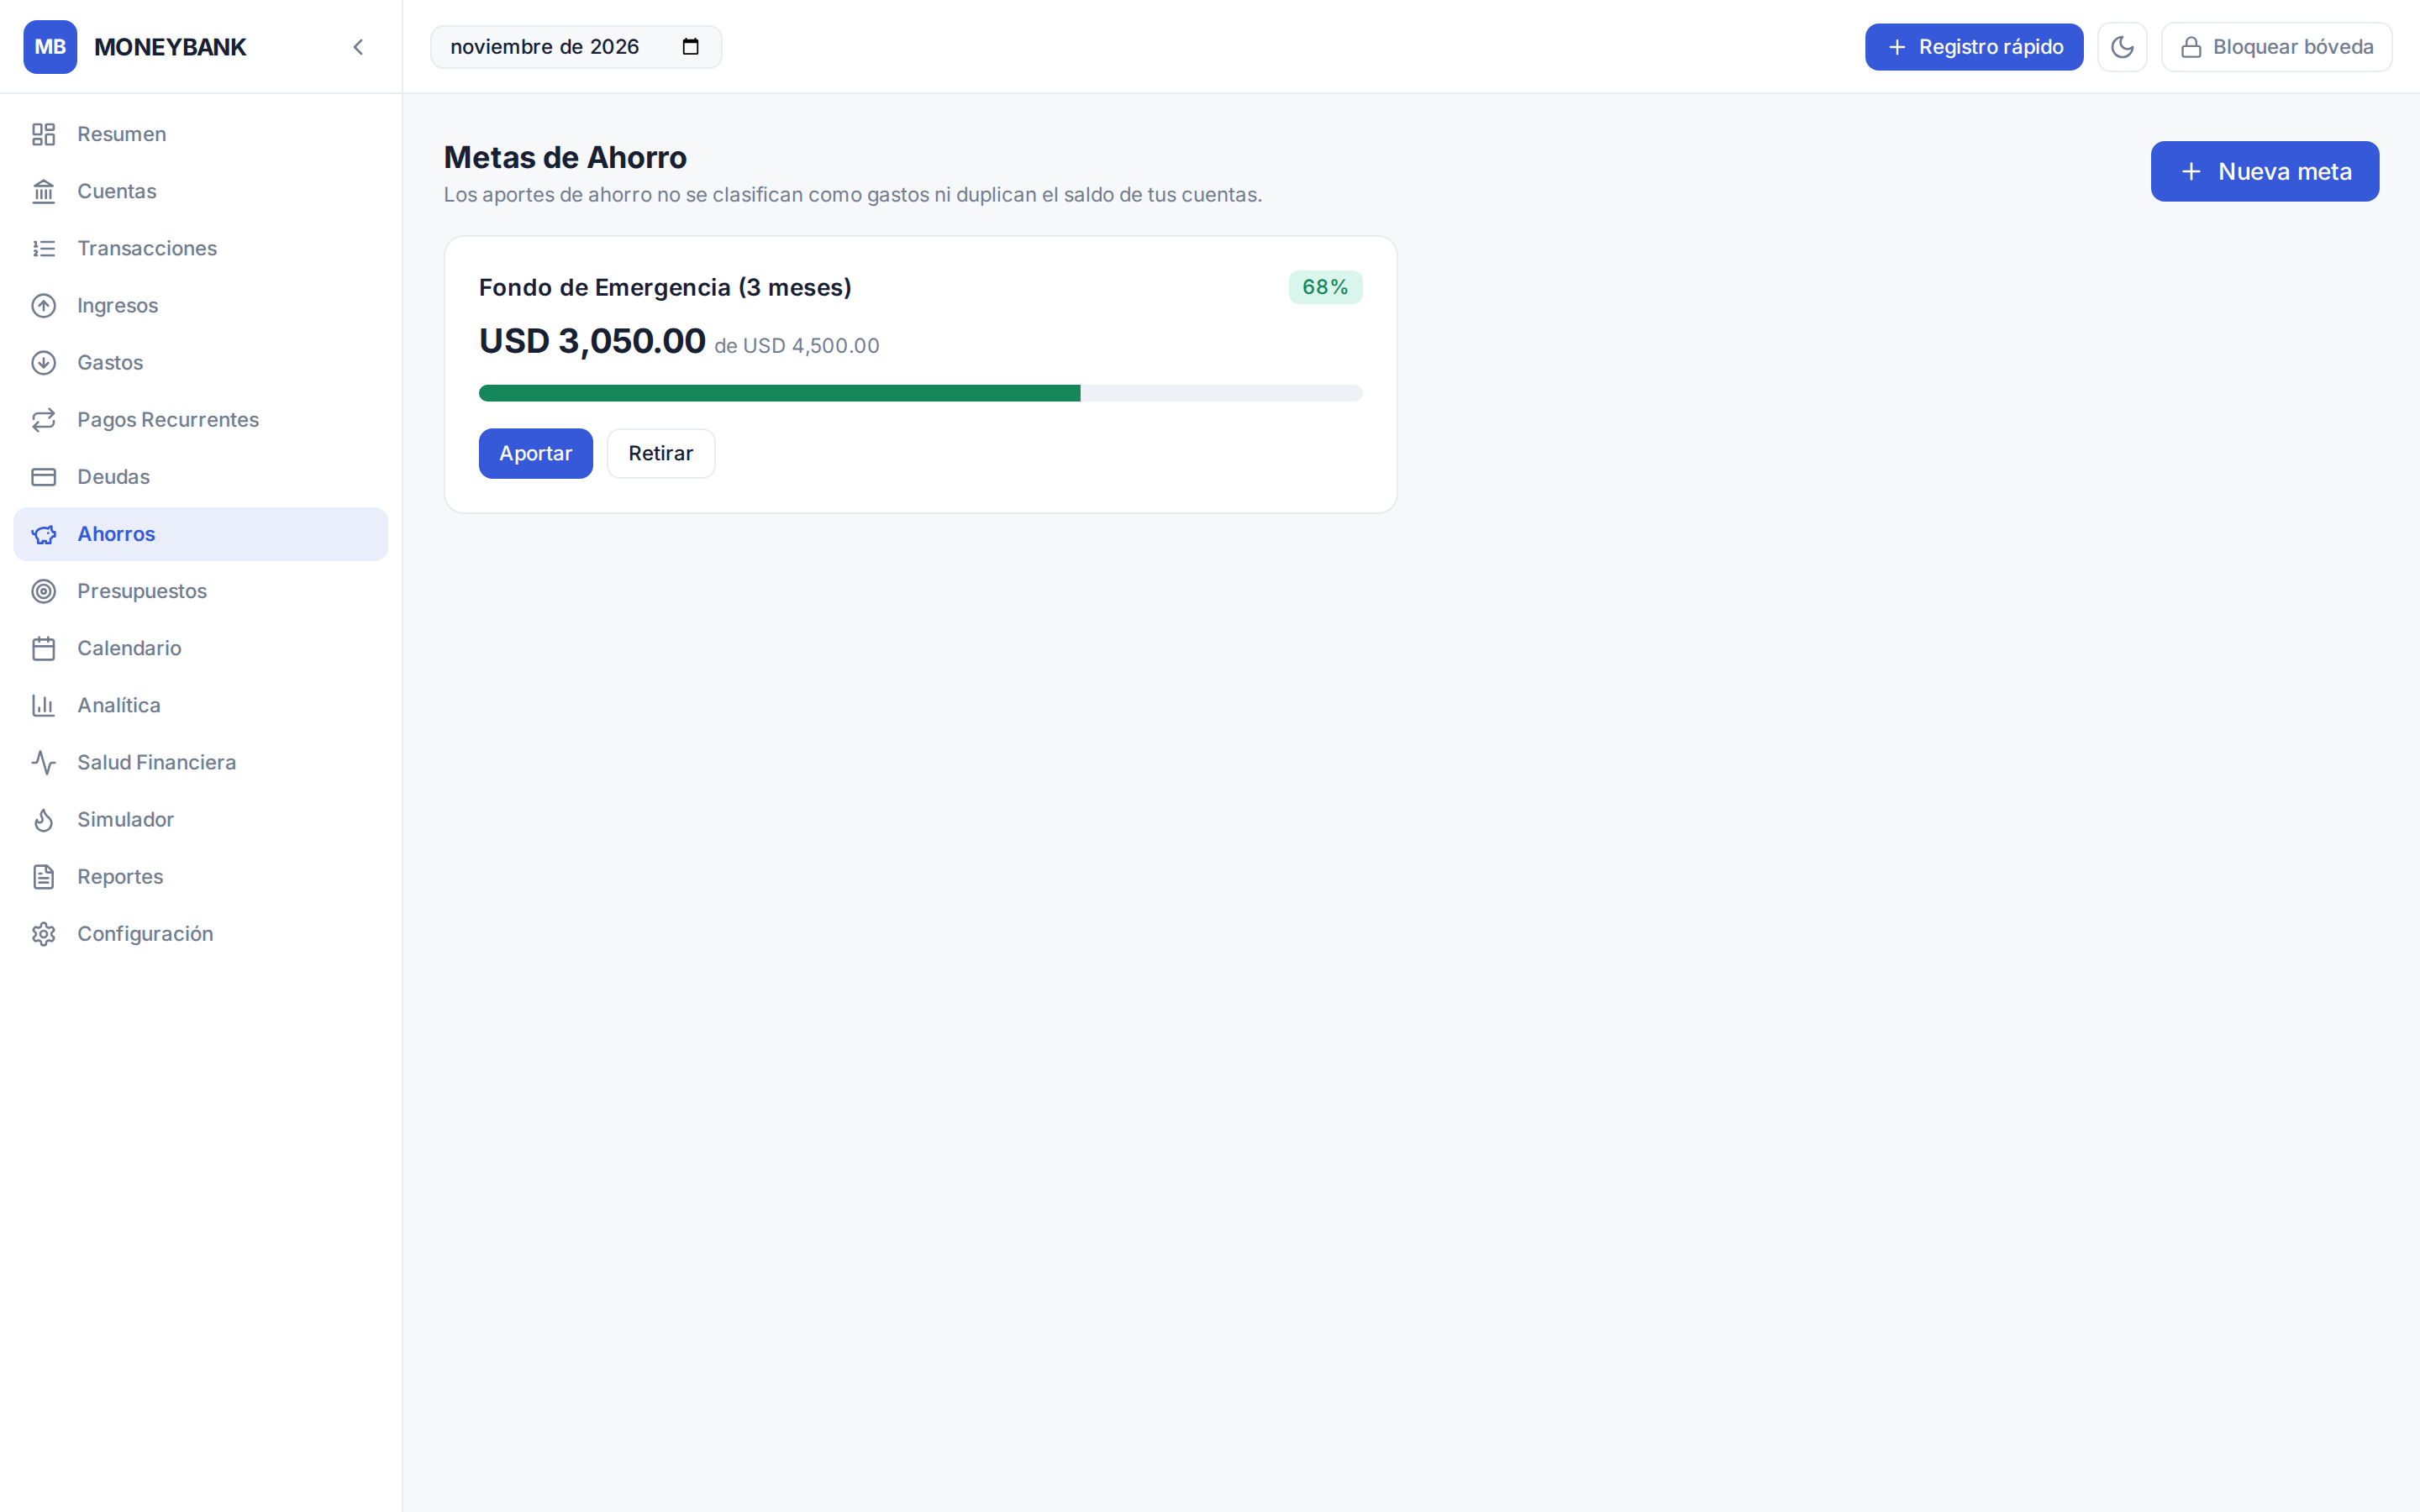 MB MONEYBANK
noviembre de 2026
Registro rápido
Bloquear bóveda
Resumen
Cuentas
Transacciones
Ingresos
Gastos
Pagos Recurrentes
Deudas
Ahorros
Presupuestos
Calendario
Analítica
Salud Financiera
Simulador
Reportes
Configuración
Metas de Ahorro
Los aportes de ahorro no se clasifican como gastos ni duplican el saldo de tus cuentas.
Nueva meta
Fondo de Emergencia (3 meses)
68%
USD 3,050.00 de USD 4,500.00
Aportar
Retirar